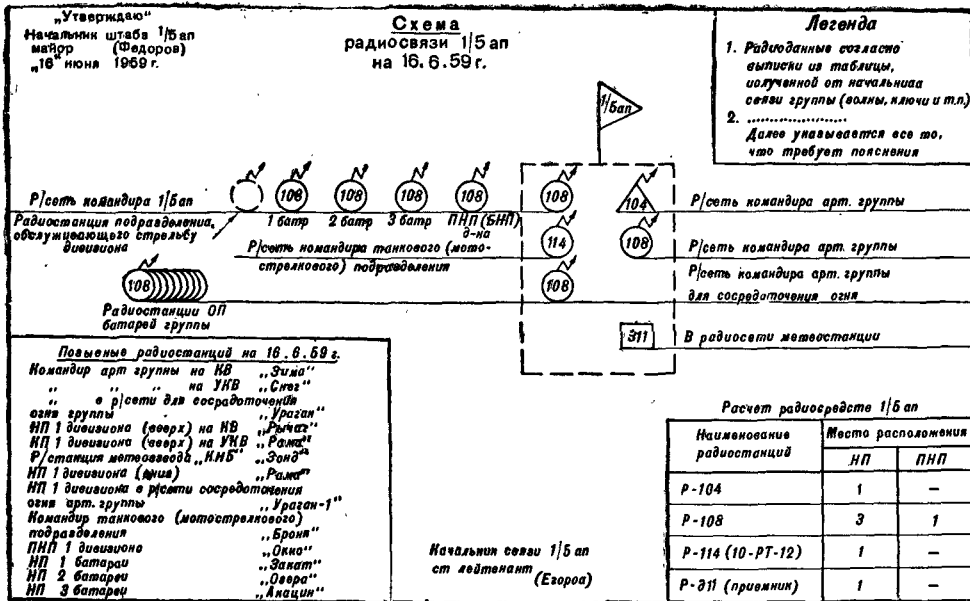 „Утверждаю“
Начальник штаба 1/5 ап
майор (Федоров)
„16“ июня 1959 г.
Схема
радиосвязи 1/5 ап
на 16.6.59 г.
Легенда
1. Радиоданные согласно
выписки из таблицы,
полученной от начальника
связи группы (волны, ключи и т.п.)
2. ....................
Далее указывается все то,
что требует пояснения
1/5ап
Р/сеть командира 1/5 ап
108
108
108
108
108
104
Р/сеть командира арт. группы
Радиостанция подразделения,
обслуживающего стрельбу
дивизиона
1 батр
2 батр
3 батр
ПНП (БНП)
д-на
Р/сеть командира танкового (мото-
стрелкового) подразделения
114
108
Р/сеть командира арт. группы
108
Радиостанции ОП
батарей группы
108
Р/сеть командира арт. группы
для сосредоточения огня
311
В радиосети метеостанции
Позывные радиостанций на 16.6.59 г.
Командир арт группы на КВ „Зима“
„ „ „ на УКВ „Снег“
„ в р/сети для сосредоточения
огня группы „Ураган“
НП 1 дивизиона (вверх) на КВ „Рычаг“
КП 1 дивизиона (вверх) на УКВ „Рама“
Р/станция метеовзвода „КМБ“ „Зонд“
НП 1 дивизиона (вниз) „Рама“
НП 1 дивизиона в р/сети сосредоточения
огня арт. группы „Ураган-1“
Командир танкового (мотострелкового)
подразделения „Броня“
ПНП 1 дивизиона „Окно“
НП 1 батареи „Закат“
НП 2 батареи „Озера“
НП 3 батареи „Акации“
Начальник связи 1/5 ап
ст лейтенант
(Егоров)
Расчет радиосредств 1/5 ап
Наименование радиостанций
Место расположения
НП ПНП
Р-104 1 –
Р-108 3 1
Р-114 (10-РТ-12) 1 –
Р-311 (приемник) 1 –